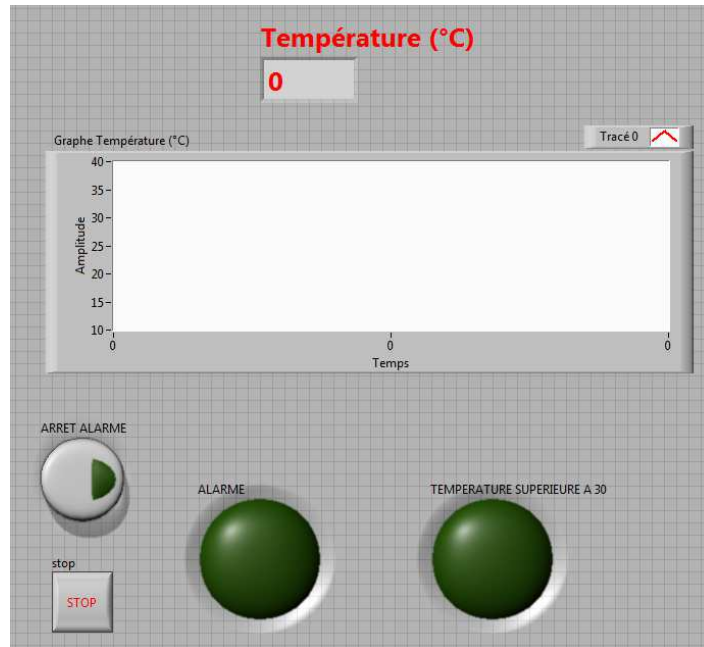 Température (°C)
0
Graphe Température (°C)
Tracé 0
40
35
30
25
20
15
10
Amplitude
0 0 0
Temps
ARRET ALARME
ALARME
TEMPERATURE SUPERIEURE A 30
stop
STOP